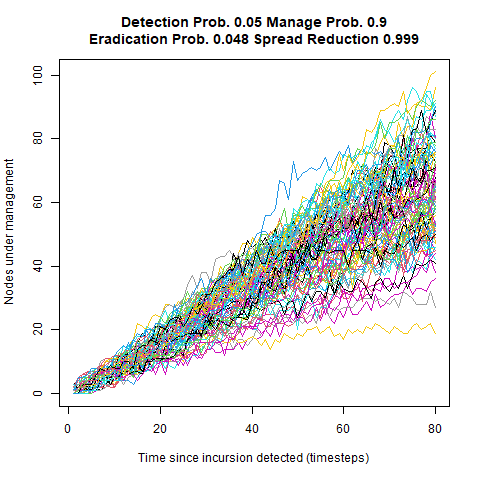 Detection Prob. 0.05 Manage Prob. 0.9
Eradication Prob. 0.048 Spread Reduction 0.999
Nodes under management
100
80
60
40
20
0
0 20 40 60 80
Time since incursion detected (timesteps)